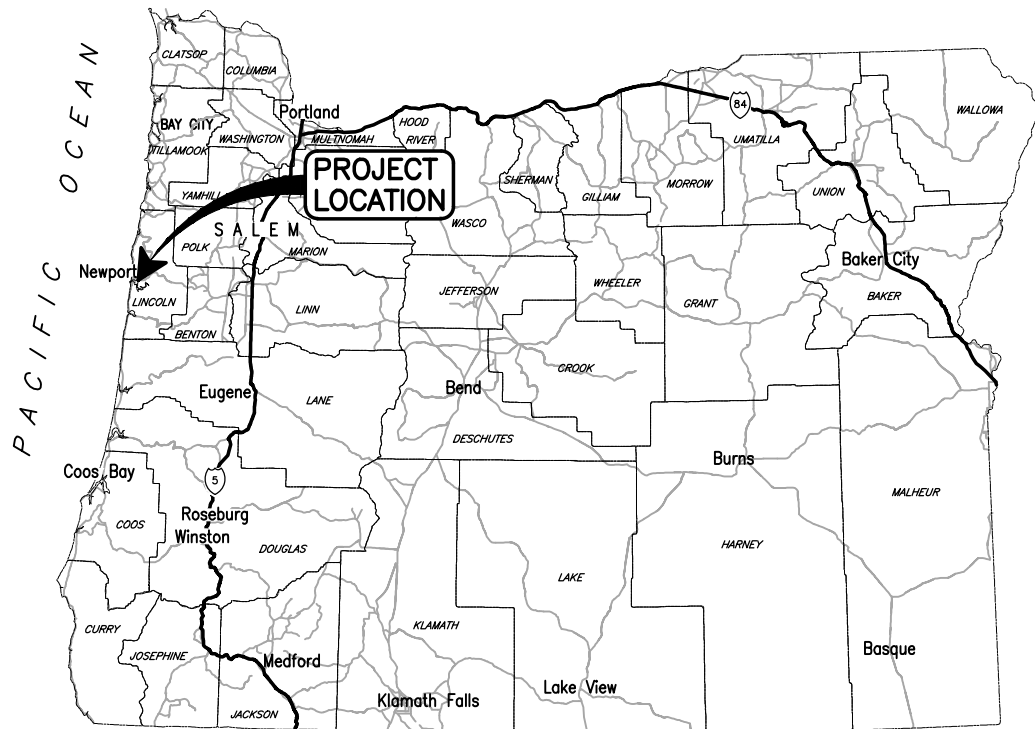 PACIFIC OCEAN
CLATSOP
COLUMBIA
Portland
HOOD
RIVER
BAY CITY
WASHINGTON
MULTNOMAH
TILLAMOOK
84
UMATILLA
WALLOWA
PROJECT
LOCATION
YAMHILL
SHERMAN
GILLIAM
MORROW
UNION
SALEM
POLK
MARION
WASCO
Newport
LINCOLN
BENTON
LINN
JEFFERSON
WHEELER
GRANT
Baker City
BAKER
Eugene
LANE
Bend
CROOK
DESCHUTES
Coos Bay
5
Burns
MALHEUR
COOS
Roseburg
Winston
DOUGLAS
HARNEY
LAKE
CURRY
JOSEPHINE
KLAMATH
Medford
Basque
Klamath Falls
Lake View
JACKSON